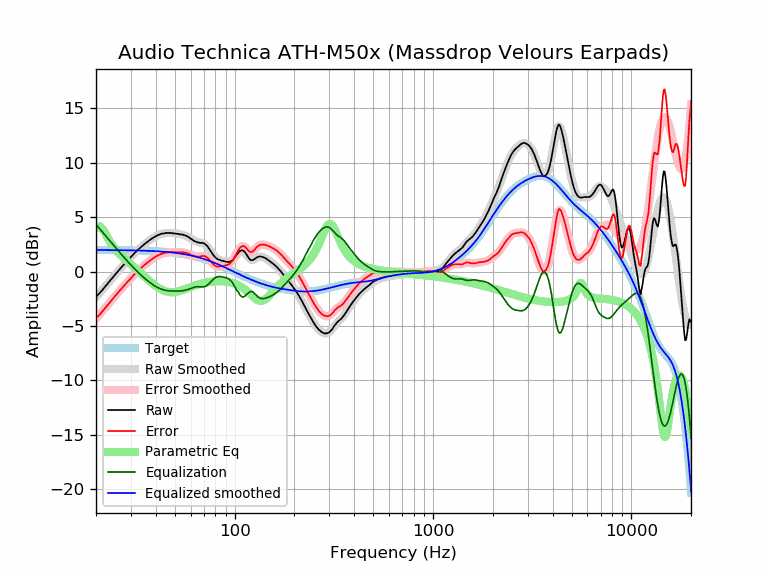 Audio Technica ATH-M50x (Massdrop Velours Earpads)
Amplitude (dBr)
15
10
5
0
−5
−10
−15
−20
Target
Raw Smoothed
Error Smoothed
Raw
Error
Parametric Eq
Equalization
Equalized smoothed
100 1000 10000
Frequency (Hz)